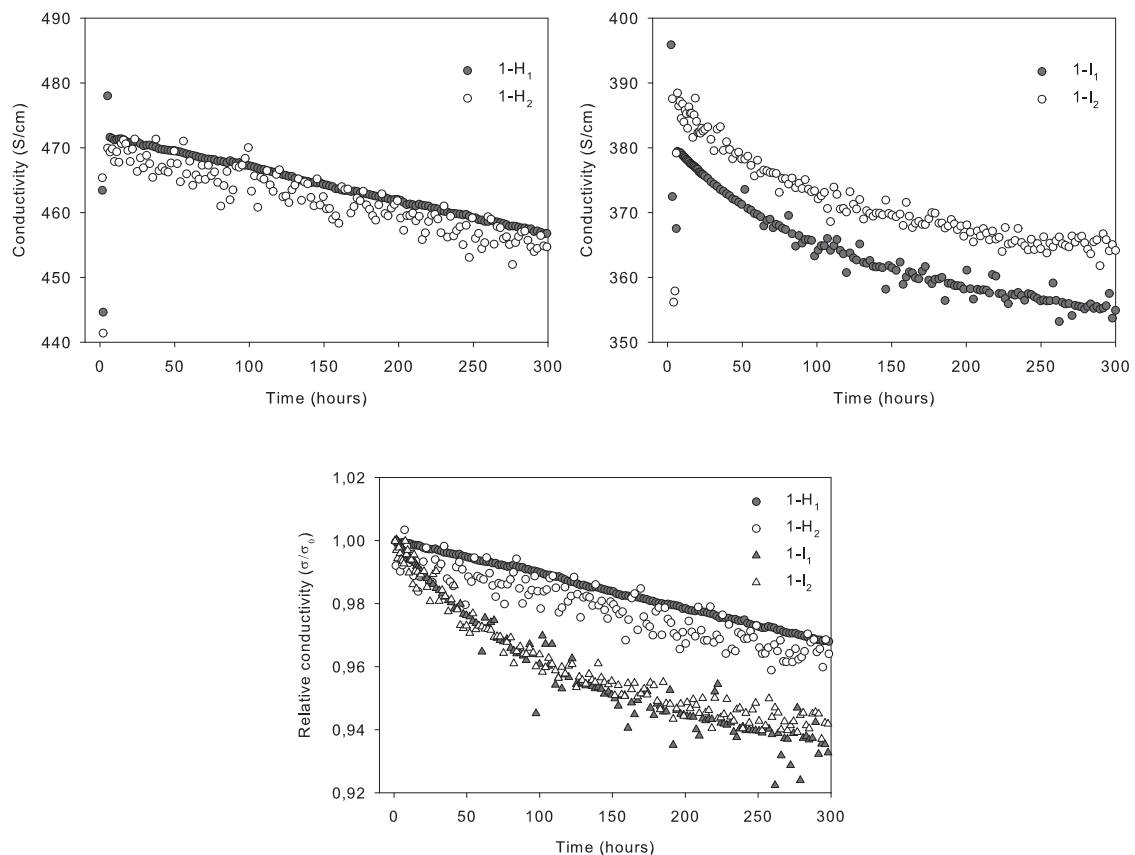 490
480
470
460
450
440
Conductivity (S/cm)
0 50 100 150 200 250 300
Time (hours)
1-H₁
1-H₂
400
390
380
370
360
350
Conductivity (S/cm)
0 50 100 150 200 250 300
Time (hours)
1-I₁
1-I₂
1,02
1,00
0,98
0,96
0,94
0,92
Relative conductivity (σ/σ₀)
0 50 100 150 200 250 300
Time (hours)
1-H₁
1-H₂
1-I₁
1-I₂